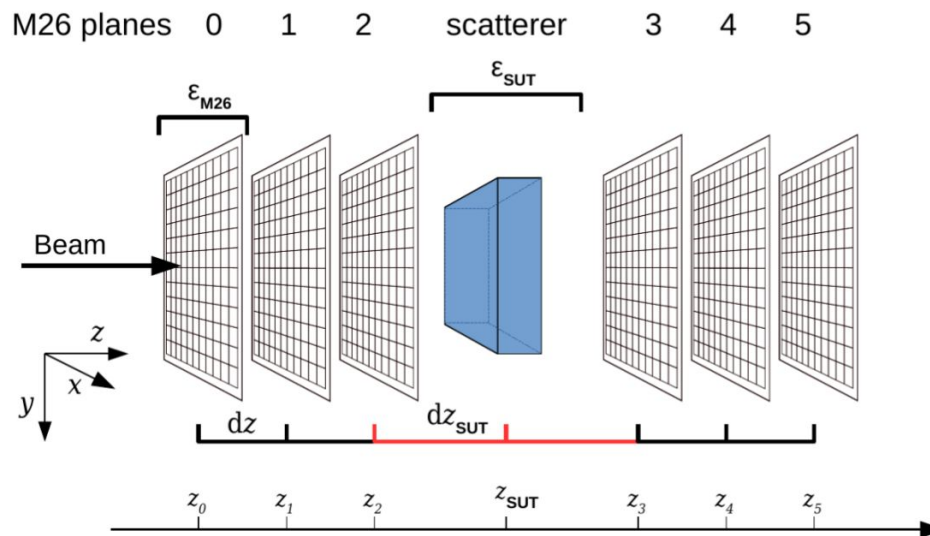 M26 planes 0 1 2 scatterer 3 4 5
εM26
εSUT
Beam
z
x
y
dz
dzSUT
z0 z1 z2 zSUT z3 z4 z5